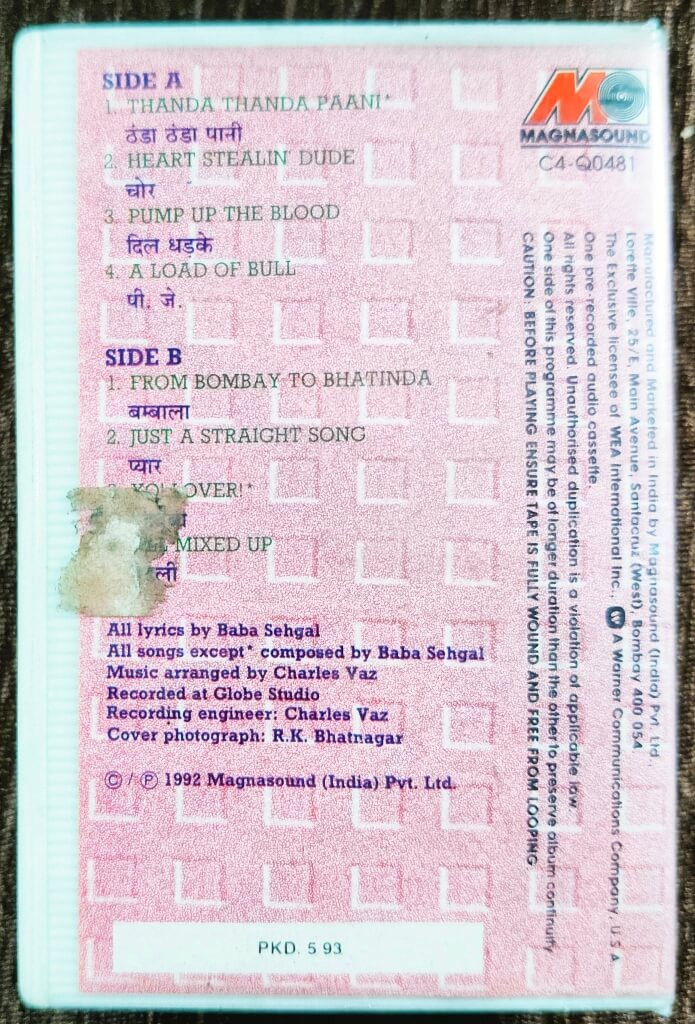 SIDE A
1. THANDA THANDA PAANI*
ठंडा ठंडा पानी
2. HEART STEALIN' DUDE
चोर
3. PUMP UP THE BLOOD
दिल धड़के
4. A LOAD OF BULL
पी. जे.
SIDE B
1. FROM BOMBAY TO BHATINDA
बम्बाला
2. JUST A STRAIGHT SONG
प्यार
OVER!*
MIXED UP
All lyrics by Baba Sehgal
All songs except* composed by Baba Sehgal
Music arranged by Charles Vaz
Recorded at Globe Studio
Recording engineer: Charles Vaz
Cover photograph: R.K. Bhatnagar
© / ℗ 1992 Magnasound (India) Pvt. Ltd.
PKD. 5 93
MAGNASOUND
C4-Q0481
Manufactured and Marketed in India by Magnasound (India) Pvt. Ltd.
Lorette Ville, 25/E, Main Avenue, Santacruz (West), Bombay 400 054
The Exclusive licensee of WEA International Inc., A Warner Communications Company, U.S.A.
One pre-recorded audio cassette.
All rights reserved. Unauthorised duplication is a violation of applicable law.
One side of this programme may be of longer duration than the other to preserve album continuity
CAUTION: BEFORE PLAYING ENSURE TAPE IS FULLY WOUND AND FREE FROM LOOPING.